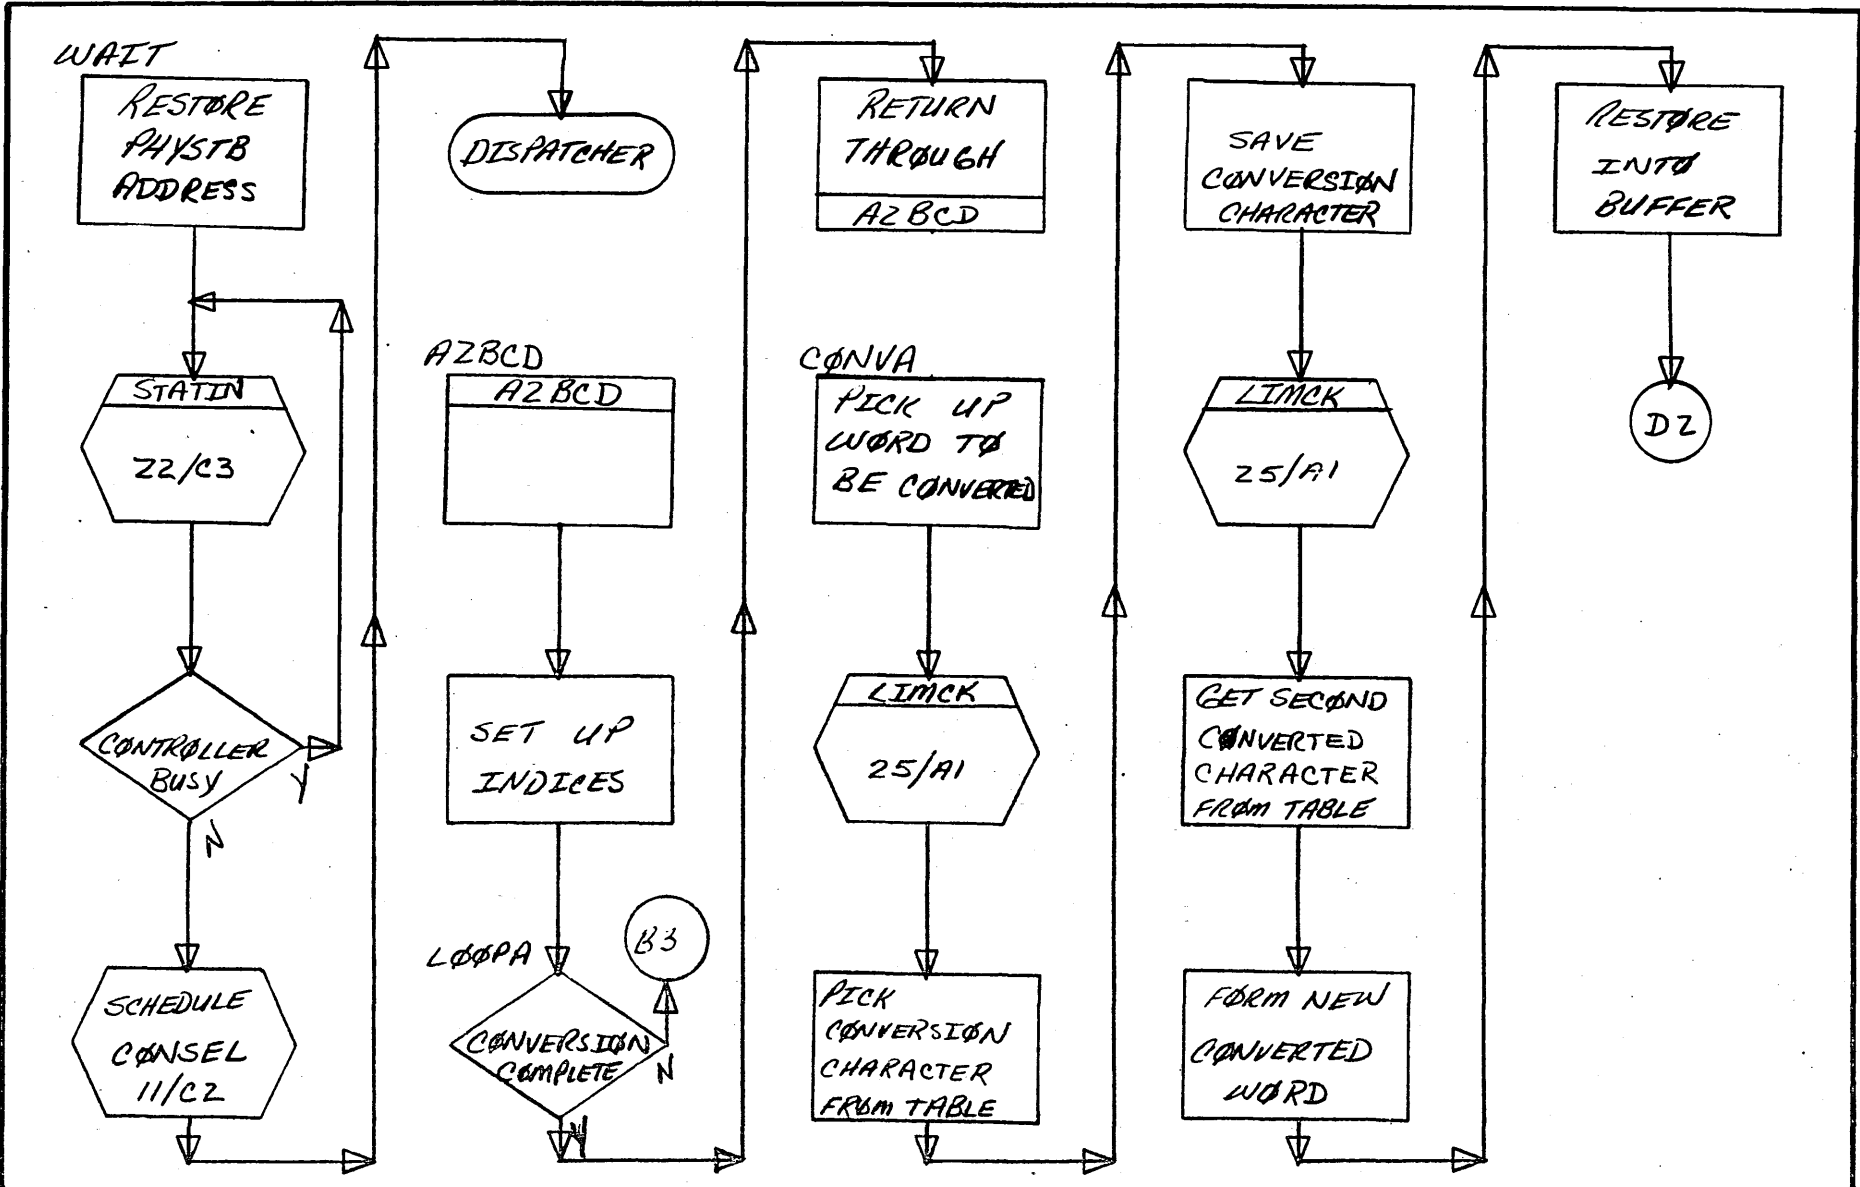 WAIT
RESTØRE
PHYSTB
ADDRESS
STATIN
22/C3
CØNTRØLLER
BUSY
Y
N
SCHEDULE
CØNSEL
11/C2
DISPATCHER
A2BCD
A2BCD
SET UP
INDICES
LØØPA
B3
CØNVERSIØN
CØMPLETE
N
Y
RETURN
THRØUGH
A2BCD
CØNVA
PICK UP
WØRD TØ
BE CØNVERTED
LIMCK
25/A1
PICK
CØNVERSIØN
CHARACTER
FRØM TABLE
SAVE
CØNVERSIØN
CHARACTER
LIMCK
25/A1
GET SECØND
CØNVERTED
CHARACTER
FRØM TABLE
FØRM NEW
CØNVERTED
WØRD
RESTØRE
INTØ
BUFFER
D2